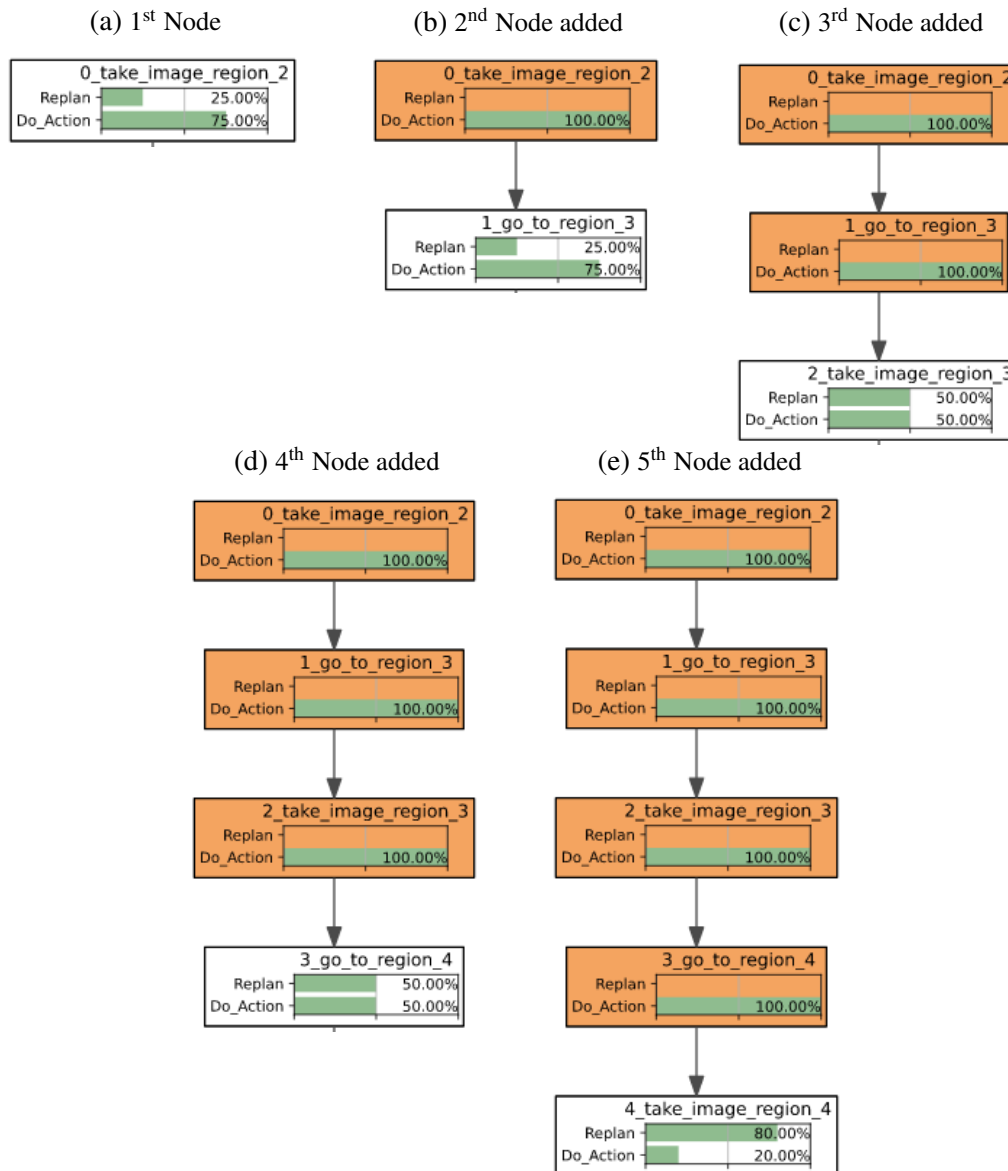 (a) 1st Node
0_take_image_region_2
Replan 25.00%
Do_Action 75.00%
(b) 2nd Node added
0_take_image_region_2
Replan
Do_Action 100.00%
1_go_to_region_3
Replan 25.00%
Do_Action 75.00%
(c) 3rd Node added
0_take_image_region_2
Replan
Do_Action 100.00%
1_go_to_region_3
Replan
Do_Action 100.00%
2_take_image_region_3
Replan 50.00%
Do_Action 50.00%
(d) 4th Node added
0_take_image_region_2
Replan
Do_Action 100.00%
1_go_to_region_3
Replan
Do_Action 100.00%
2_take_image_region_3
Replan
Do_Action 100.00%
3_go_to_region_4
Replan 50.00%
Do_Action 50.00%
(e) 5th Node added
0_take_image_region_2
Replan
Do_Action 100.00%
1_go_to_region_3
Replan
Do_Action 100.00%
2_take_image_region_3
Replan
Do_Action 100.00%
3_go_to_region_4
Replan
Do_Action 100.00%
4_take_image_region_4
Replan 80.00%
Do_Action 20.00%